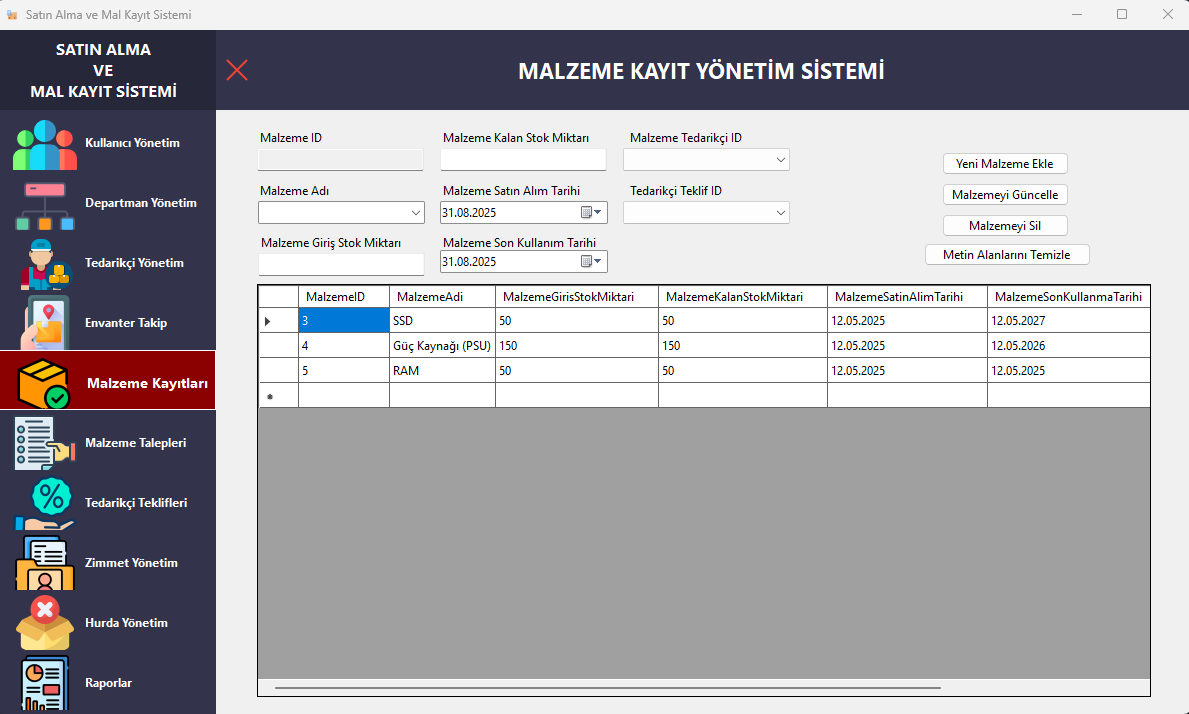 Satın Alma ve Mal Kayıt Sistemi
SATIN ALMA
VE
MAL KAYIT SİSTEMİ
Kullanıcı Yönetim
Departman Yönetim
Tedarikçi Yönetim
Envanter Takip
Malzeme Kayıtları
Malzeme Talepleri
Tedarikçi Teklifleri
Zimmet Yönetim
Hurda Yönetim
Raporlar
MALZEME KAYIT YÖNETİM SİSTEMİ
Malzeme ID
Malzeme Kalan Stok Miktarı
Malzeme Tedarikçi ID
Malzeme Adı
Malzeme Satın Alım Tarihi
31.08.2025
Tedarikçi Teklif ID
Malzeme Giriş Stok Miktarı
Malzeme Son Kullanım Tarihi
31.08.2025
Yeni Malzeme Ekle
Malzemeyi Güncelle
Malzemeyi Sil
Metin Alanlarını Temizle
MalzemeID MalzemeAdi MalzemeGirisStokMiktari MalzemeKalanStokMiktari MalzemeSatinAlimTarihi MalzemeSonKullanmaTarihi
3 SSD 50 50 12.05.2025 12.05.2027
4 Güç Kaynağı (PSU) 150 150 12.05.2025 12.05.2026
5 RAM 50 50 12.05.2025 12.05.2025